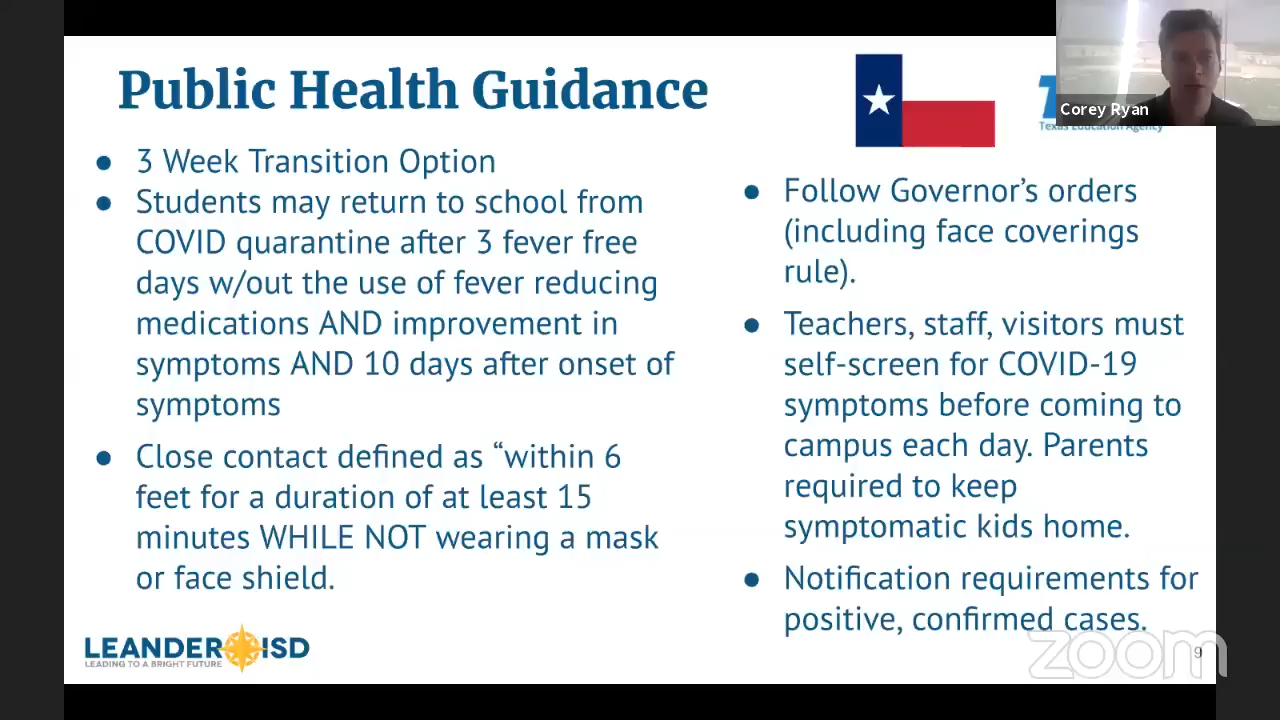 Public Health Guidance
● 3 Week Transition Option
● Students may return to school from
COVID quarantine after 3 fever free
days w/out the use of fever reducing
medications AND improvement in
symptoms AND 10 days after onset of
symptoms
● Close contact defined as “within 6
feet for a duration of at least 15
minutes WHILE NOT wearing a mask
or face shield.
LEANDER ISD
LEADING TO A BRIGHT FUTURE
Corey Ryan
Texas Education Agency
● Follow Governor’s orders
(including face coverings
rule).
● Teachers, staff, visitors must
self-screen for COVID-19
symptoms before coming to
campus each day. Parents
required to keep
symptomatic kids home.
● Notification requirements for
positive, confirmed cases.
zoom
9